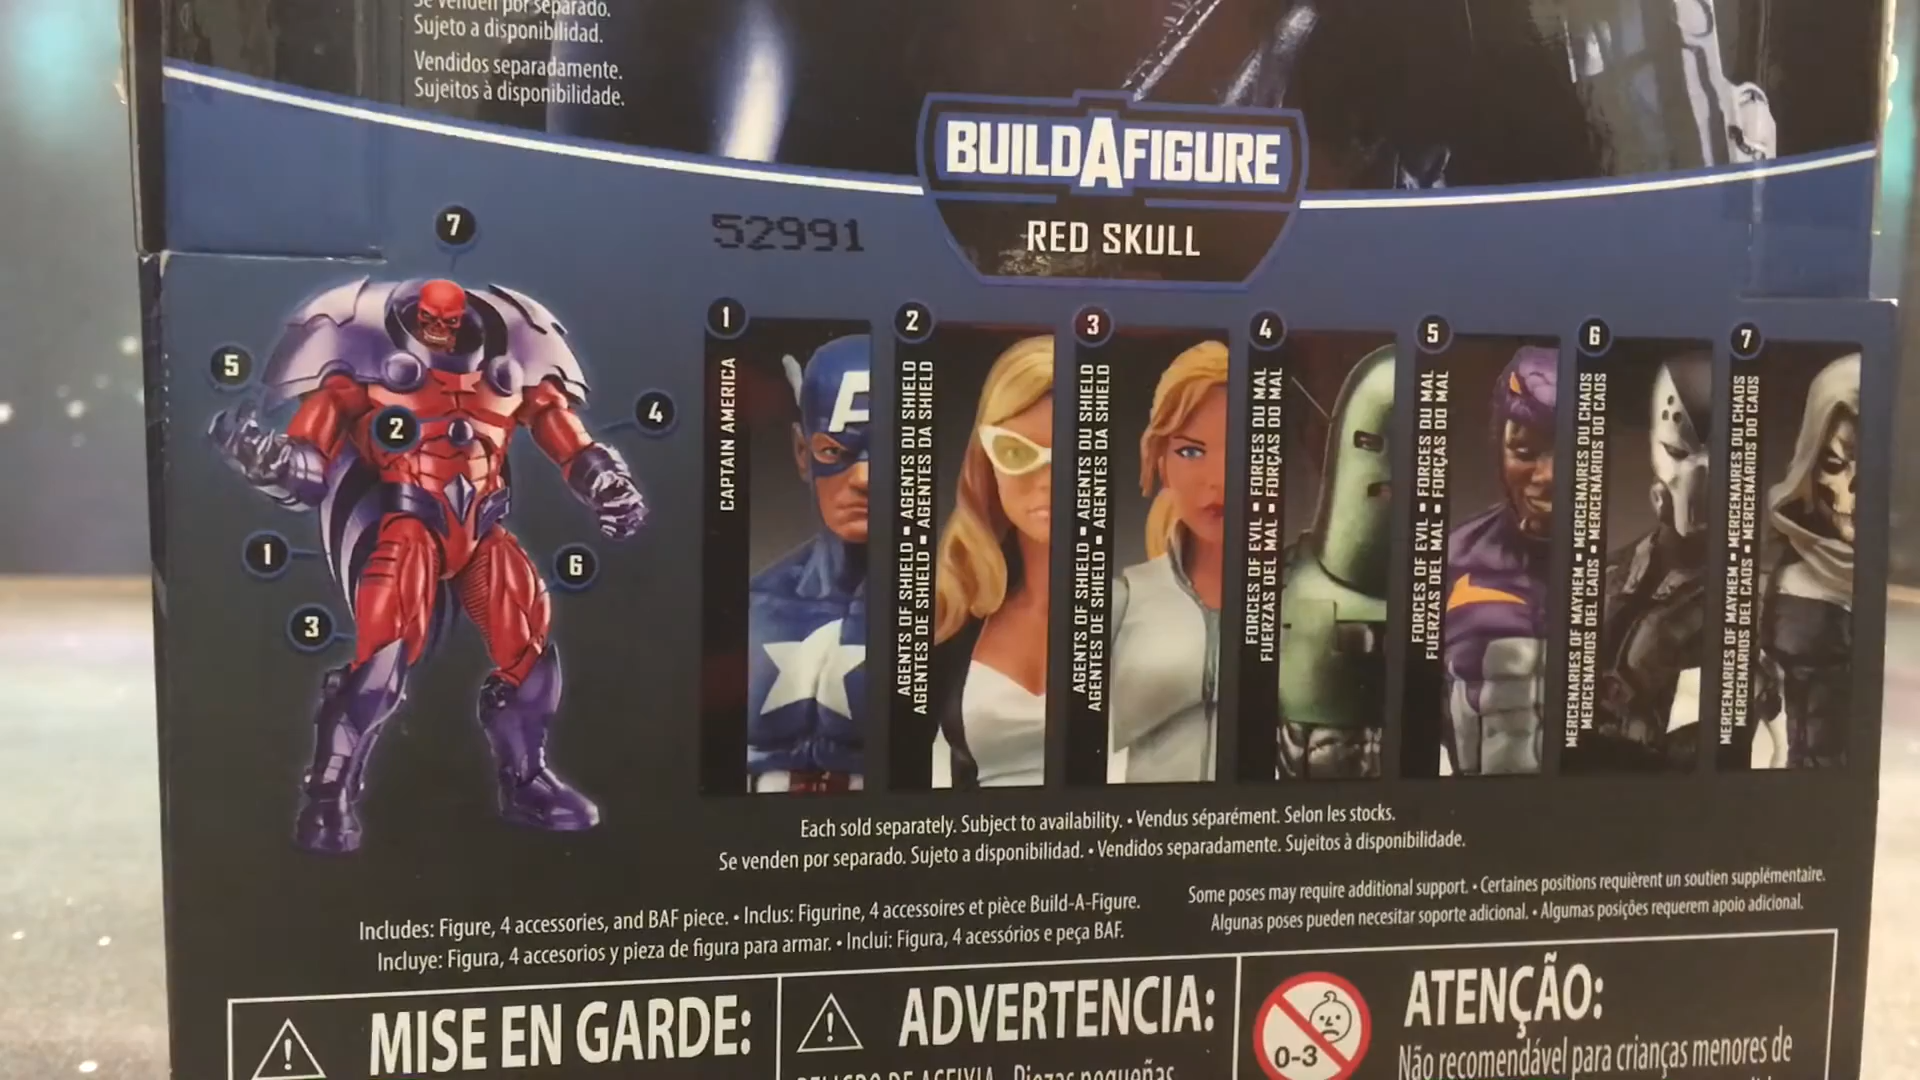 Se venden por separado.
Sujeto a disponibilidad.
Vendidos separadamente.
Sujeitos à disponibilidade.
BUILDAFIGURE
RED SKULL
52991
7
5
4
2
1
6
3
1
CAPTAIN AMERICA
2
AGENTS OF SHIELD ▪ AGENTS DU SHIELD
AGENTES DE SHIELD ▪ AGENTES DA SHIELD
3
AGENTS OF SHIELD ▪ AGENTS DU SHIELD
AGENTES DE SHIELD ▪ AGENTES DA SHIELD
4
FORCES OF EVIL ▪ FORCES DU MAL
FUERZAS DEL MAL ▪ FORÇAS DO MAL
5
FORCES OF EVIL ▪ FORCES DU MAL
FUERZAS DEL MAL ▪ FORÇAS DO MAL
6
MERCENARIES OF MAYHEM ▪ MERCENAIRES DU CHAOS
MERCENARIOS DEL CAOS ▪ MERCENÁRIOS DO CAOS
7
MERCENARIES OF MAYHEM ▪ MERCENAIRES DU CHAOS
MERCENARIOS DEL CAOS ▪ MERCENÁRIOS DO CAOS
A
Each sold separately. Subject to availability. • Vendus séparément. Selon les stocks.
Se venden por separado. Sujeto a disponibilidad. • Vendidos separadamente. Sujeitos à disponibilidade.
Includes: Figure, 4 accessories, and BAF piece. • Inclus: Figurine, 4 accessoires et pièce Build-A-Figure.
Incluye: Figura, 4 accesorios y pieza de figura para armar. • Inclui: Figura, 4 acessórios e peça BAF.
Some poses may require additional support. • Certaines positions requièrent un soutien supplémentaire.
Algunas poses pueden necesitar soporte adicional. • Algumas posições requerem apoio adicional.
! MISE EN GARDE:
! ADVERTENCIA:
PELIGRO DE ASFIXIA. Piezas pequeñas
0-3
ATENÇÃO:
Não recomendável para crianças menores de